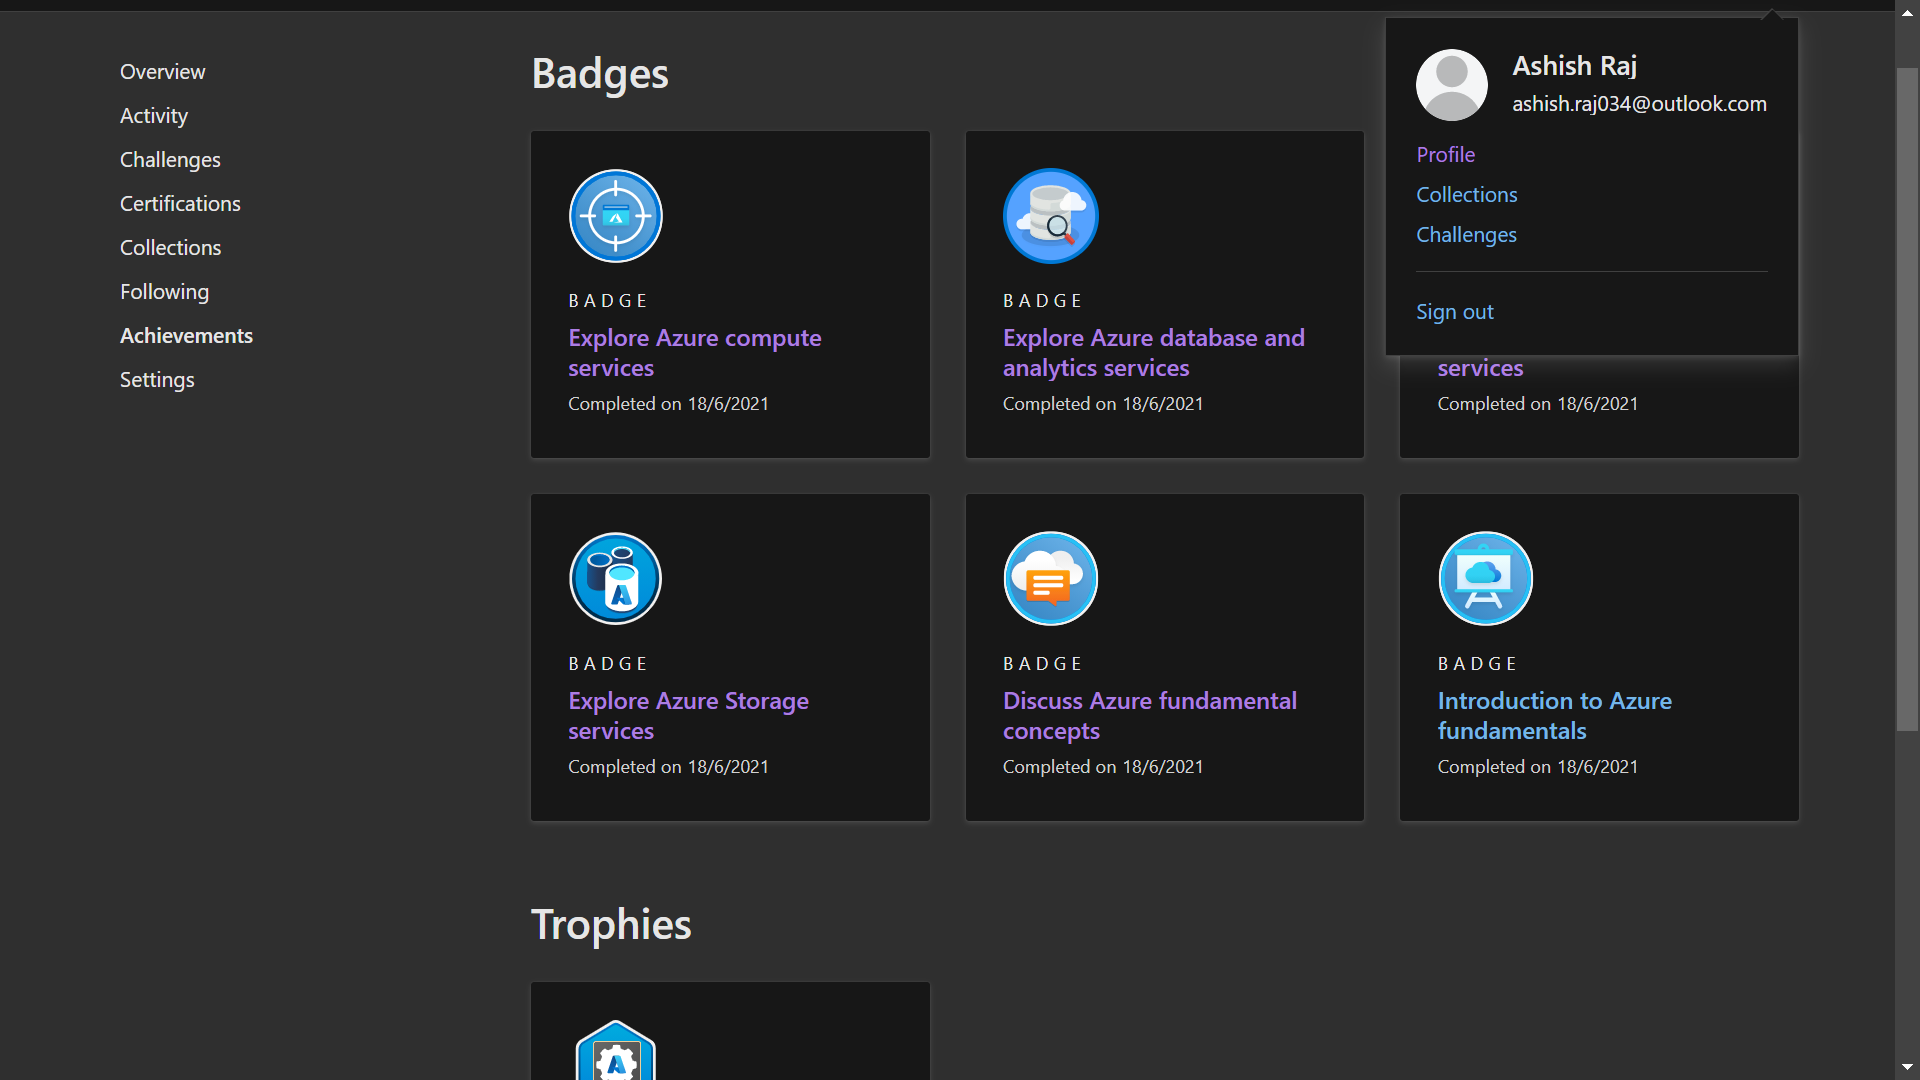 Overview
Activity
Challenges
Certifications
Collections
Following
Achievements
Settings
Badges
BADGE
Explore Azure compute
services
Completed on 18/6/2021
BADGE
Explore Azure database and
analytics services
Completed on 18/6/2021
services
Completed on 18/6/2021
BADGE
Explore Azure Storage
services
Completed on 18/6/2021
BADGE
Discuss Azure fundamental
concepts
Completed on 18/6/2021
BADGE
Introduction to Azure
fundamentals
Completed on 18/6/2021
Trophies
Ashish Raj
ashish.raj034@outlook.com
Profile
Collections
Challenges
Sign out